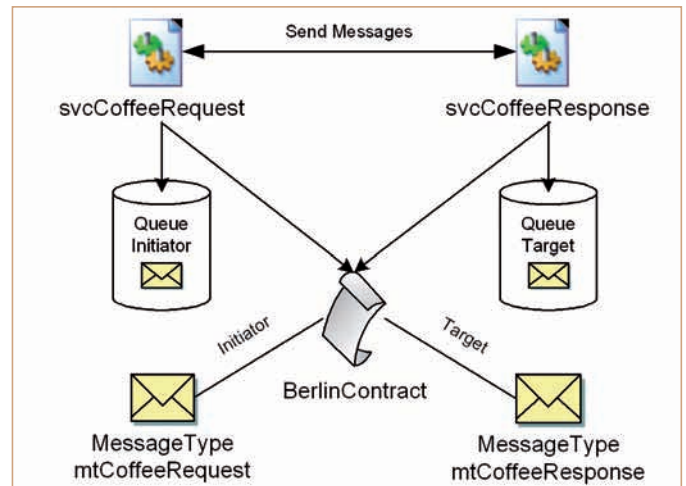 Send Messages
svcCoffeeRequest
svcCoffeeResponse
Queue
Initiator
Queue
Target
Initiator
Target
BerlinContract
MessageType
mtCoffeeRequest
MessageType
mtCoffeeResponse